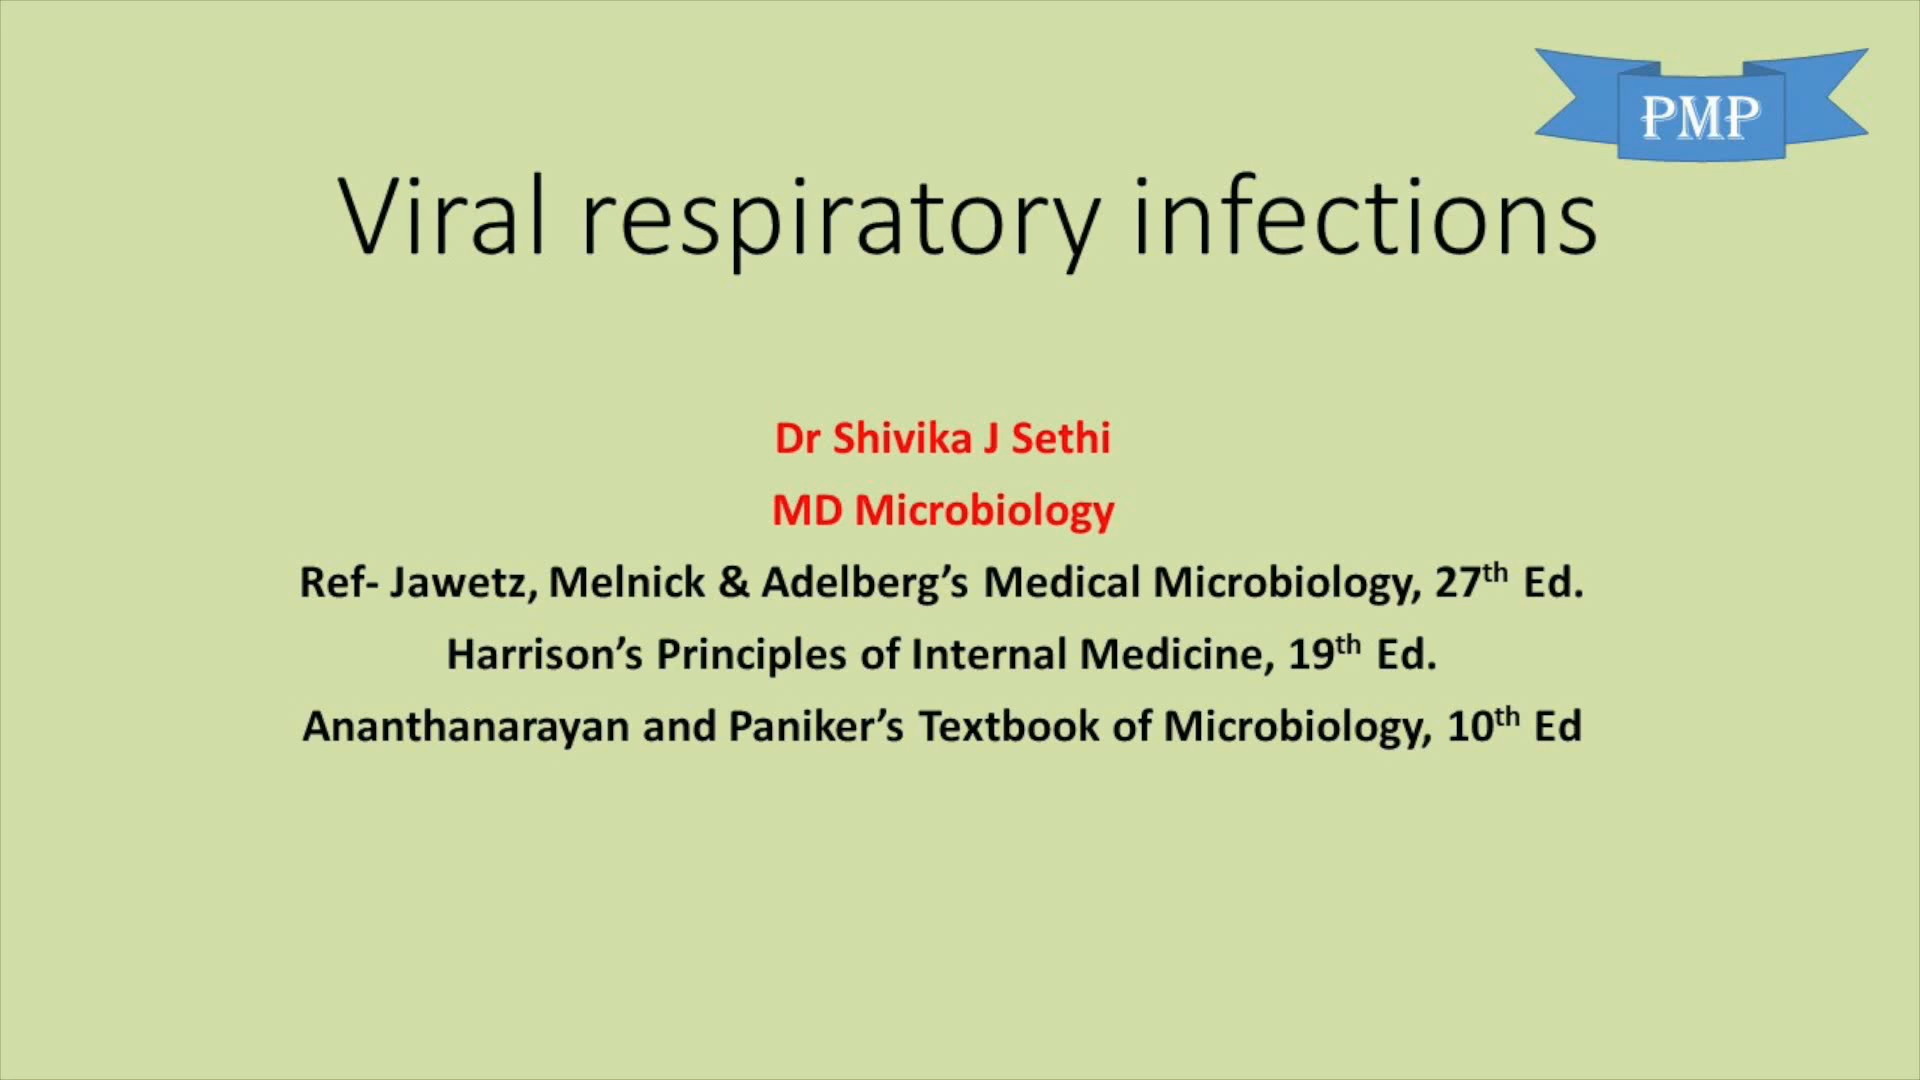 PMP
Viral respiratory infections
Dr Shivika J Sethi
MD Microbiology
Ref- Jawetz, Melnick & Adelberg’s Medical Microbiology, 27th Ed.
Harrison’s Principles of Internal Medicine, 19th Ed.
Ananthanarayan and Paniker’s Textbook of Microbiology, 10th Ed